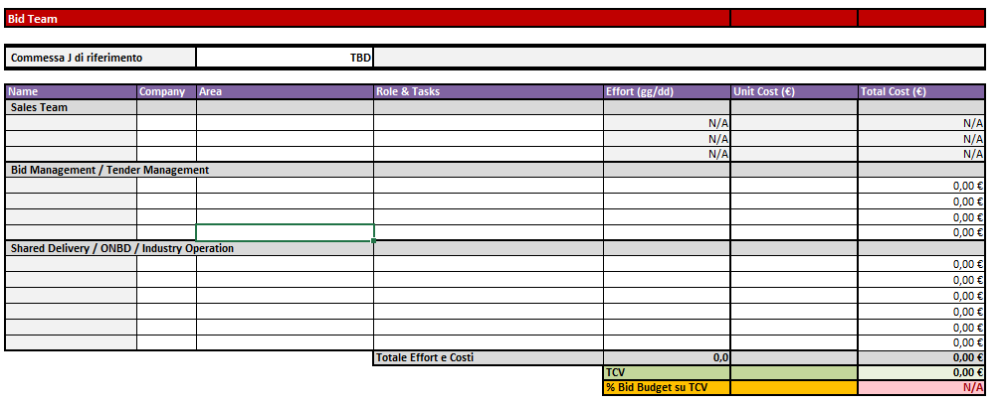 Bid Team
Commessa J di riferimento TBD
Name Company Area Role & Tasks Effort (gg/dd) Unit Cost (€) Total Cost (€)
Sales Team
N/A N/A
N/A N/A
N/A N/A
Bid Management / Tender Management
0,00 €
0,00 €
0,00 €
0,00 €
Shared Delivery / ONBD / Industry Operation
0,00 €
0,00 €
0,00 €
0,00 €
0,00 €
0,00 €
Totale Effort e Costi 0,0 0,00 €
TCV 0,00 €
% Bid Budget su TCV N/A